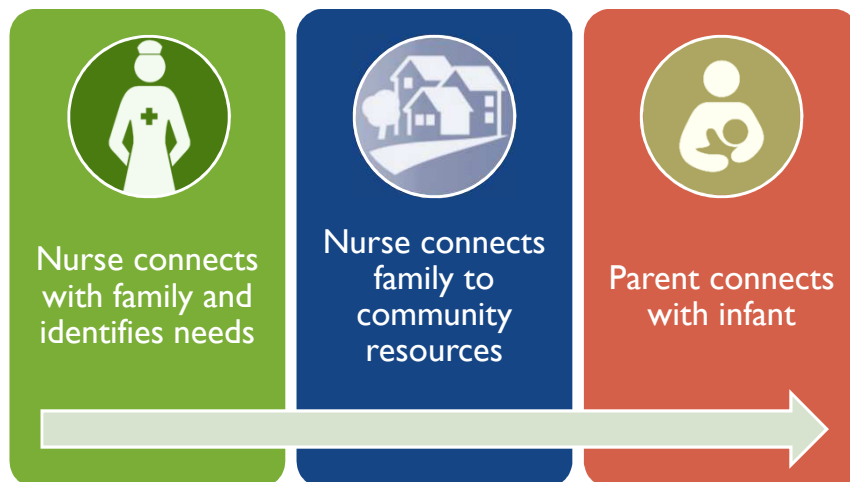 Nurse connects
with family and
identifies needs
Nurse connects
family to
community
resources
Parent connects
with infant